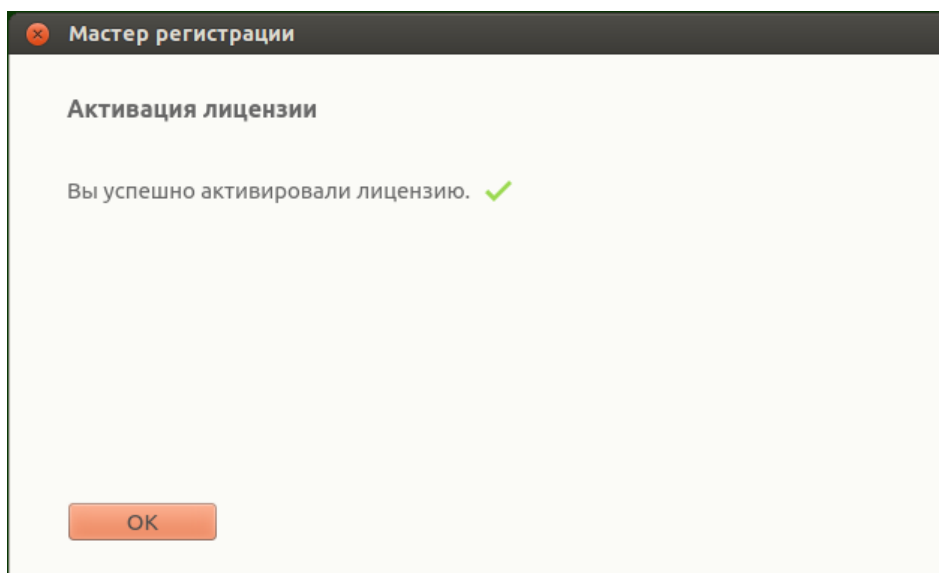 Мастер регистрации
Активация лицензии
Вы успешно активировали лицензию.
OK